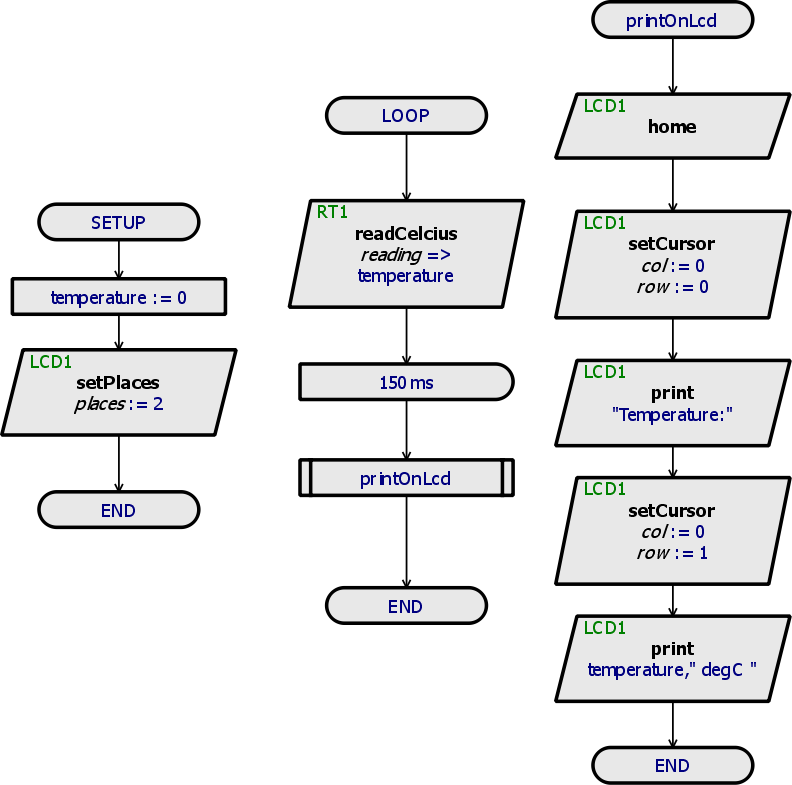 SETUP
temperature := 0
LCD1
setPlaces
places := 2
END
LOOP
RT1
readCelcius
reading =>
temperature
150 ms
printOnLcd
END
printOnLcd
LCD1
home
LCD1
setCursor
col := 0
row := 0
LCD1
print
"Temperature:"
LCD1
setCursor
col := 0
row := 1
LCD1
print
temperature," degC "
END